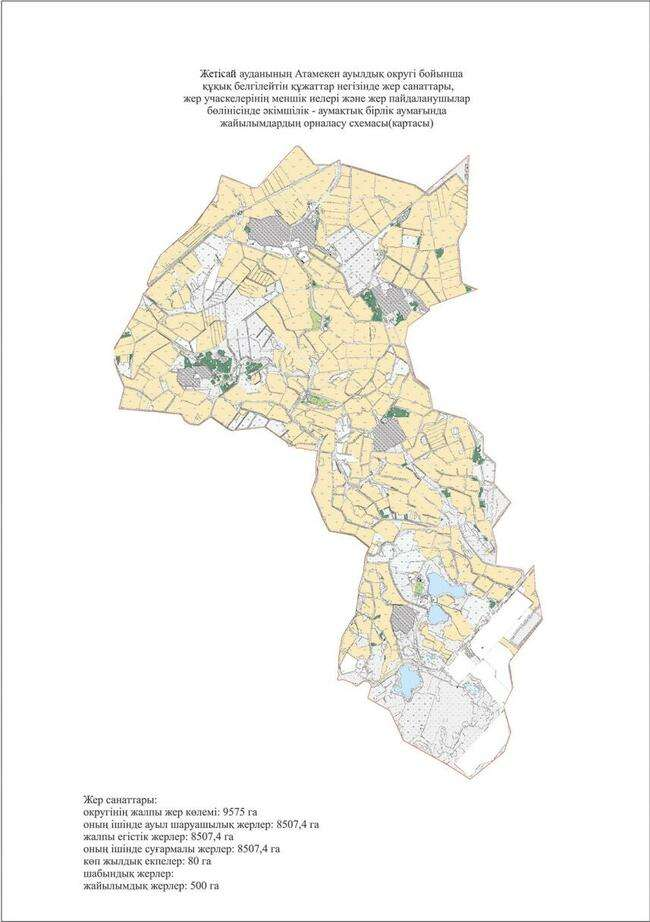 Жетісай ауданының Атамекен ауылдық округі бойынша
құқық белгілейтін құжаттар негізінде жер санаттары,
жер учаскелерінің меншік иелері және жер пайдаланушылар
бөлінісінде әкімшілік - аумақтық бірлік аумағында
жайылымдардың орналасу схемасы(картасы)
Жер санаттары:
округінің жалпы жер көлемі: 9575 га
оның ішінде ауыл шаруашылық жерлер: 8507,4 га
жалпы егістік жерлер: 8507,4 га
оның ішінде суғармалы жерлер: 8507,4 га
көп жылдық екпелер: 80 га
шабындық жерлер:
жайылымдық жерлер: 500 га